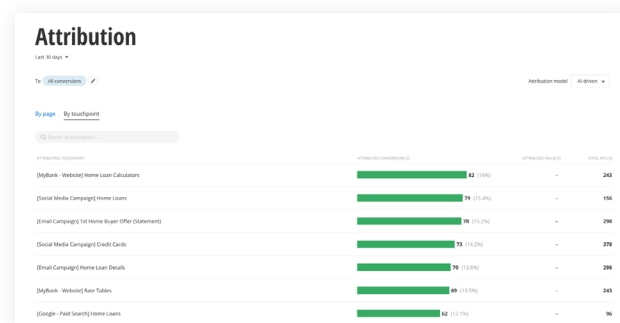 Attribution
Last 30 days
To All conversions
Attribution model AI-driven
By page By touchpoint
Search by touchpoint...
ATTRIBUTING TOUCHPOINT ATTRIBUTED CONVERSIONS ATTRIBUTED VALUE TOTAL HITS
[MyBank - Website] Home Loan Calculators 82 (16%) – 243
[Social Media Campaign] Home Loans 79 (15.4%) – 156
[Email Campaign] 1st Home Buyer Offer (Statement) 78 (15.2%) – 298
[Social Media Campaign] Credit Cards 73 (14.2%) – 378
[Email Campaign] Home Loan Details 70 (13.6%) – 298
[MyBank - Website] Rate Tables 69 (13.5%) – 243
[Google - Paid Search] Home Loans 62 (12.1%) – 96